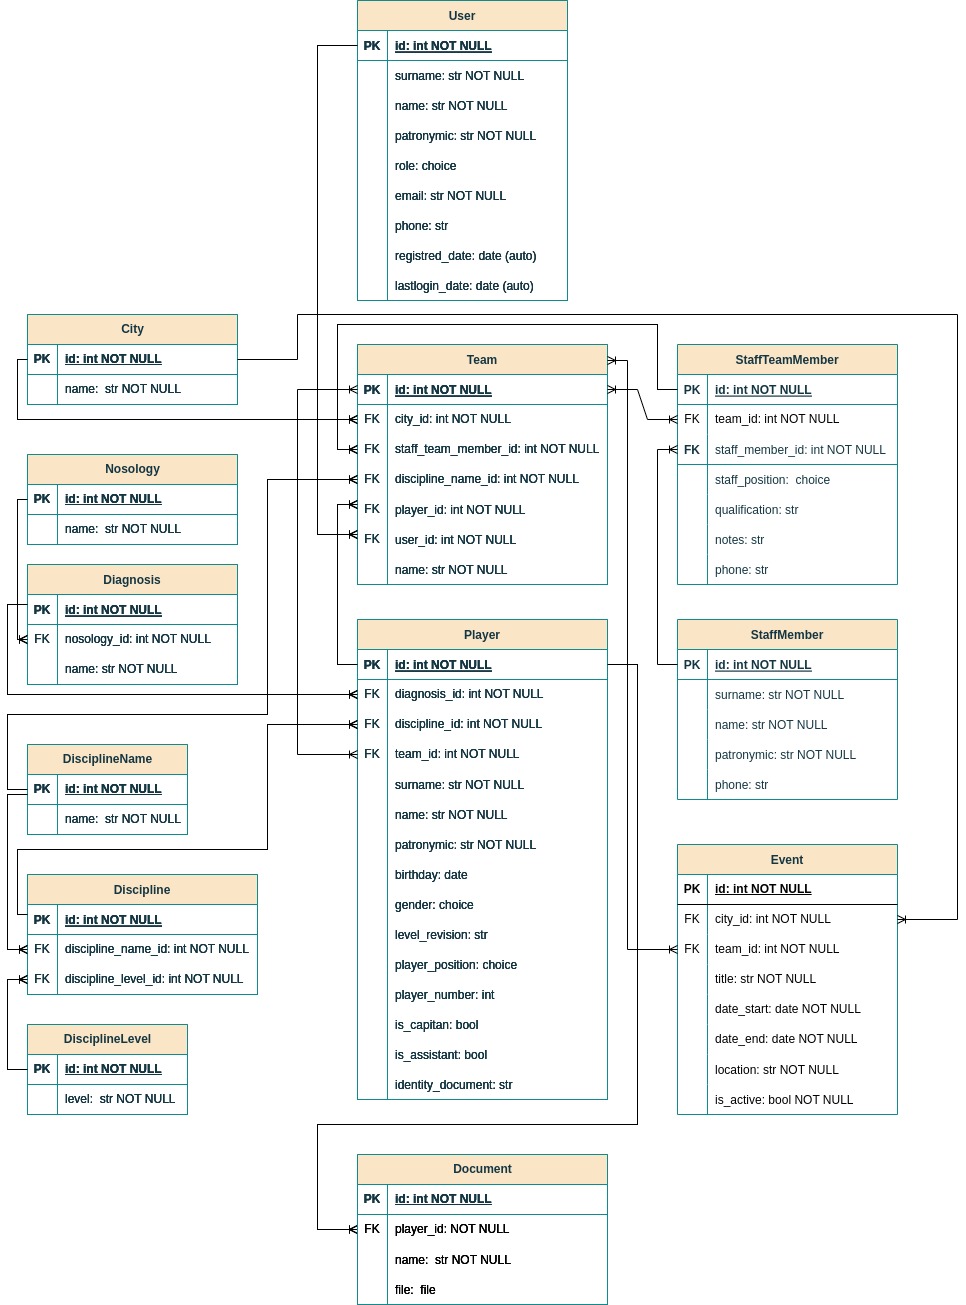 User
PK id: int NOT NULL
surname: str NOT NULL
name: str NOT NULL
patronymic: str NOT NULL
role: choice
email: str NOT NULL
phone: str
registred_date: date (auto)
lastlogin_date: date (auto)
City
PK id: int NOT NULL
name: str NOT NULL
Team
PK id: int NOT NULL
FK city_id: int NOT NULL
FK staff_team_member_id: int NOT NULL
FK discipline_name_id: int NOT NULL
FK player_id: int NOT NULL
FK user_id: int NOT NULL
name: str NOT NULL
StaffTeamMember
PK id: int NOT NULL
FK team_id: int NOT NULL
FK staff_member_id: int NOT NULL
staff_position: choice
qualification: str
notes: str
phone: str
Nosology
PK id: int NOT NULL
name: str NOT NULL
Diagnosis
PK id: int NOT NULL
FK nosology_id: int NOT NULL
name: str NOT NULL
Player
PK id: int NOT NULL
FK diagnosis_id: int NOT NULL
FK discipline_id: int NOT NULL
FK team_id: int NOT NULL
surname: str NOT NULL
name: str NOT NULL
patronymic: str NOT NULL
birthday: date
gender: choice
level_revision: str
player_position: choice
player_number: int
is_capitan: bool
is_assistant: bool
identity_document: str
StaffMember
PK id: int NOT NULL
surname: str NOT NULL
name: str NOT NULL
patronymic: str NOT NULL
phone: str
DisciplineName
PK id: int NOT NULL
name: str NOT NULL
Discipline
PK id: int NOT NULL
FK discipline_name_id: int NOT NULL
FK discipline_level_id: int NOT NULL
DisciplineLevel
PK id: int NOT NULL
level: str NOT NULL
Event
PK id: int NOT NULL
FK city_id: int NOT NULL
FK team_id: int NOT NULL
title: str NOT NULL
date_start: date NOT NULL
date_end: date NOT NULL
location: str NOT NULL
is_active: bool NOT NULL
Document
PK id: int NOT NULL
FK player_id: NOT NULL
name: str NOT NULL
file: file